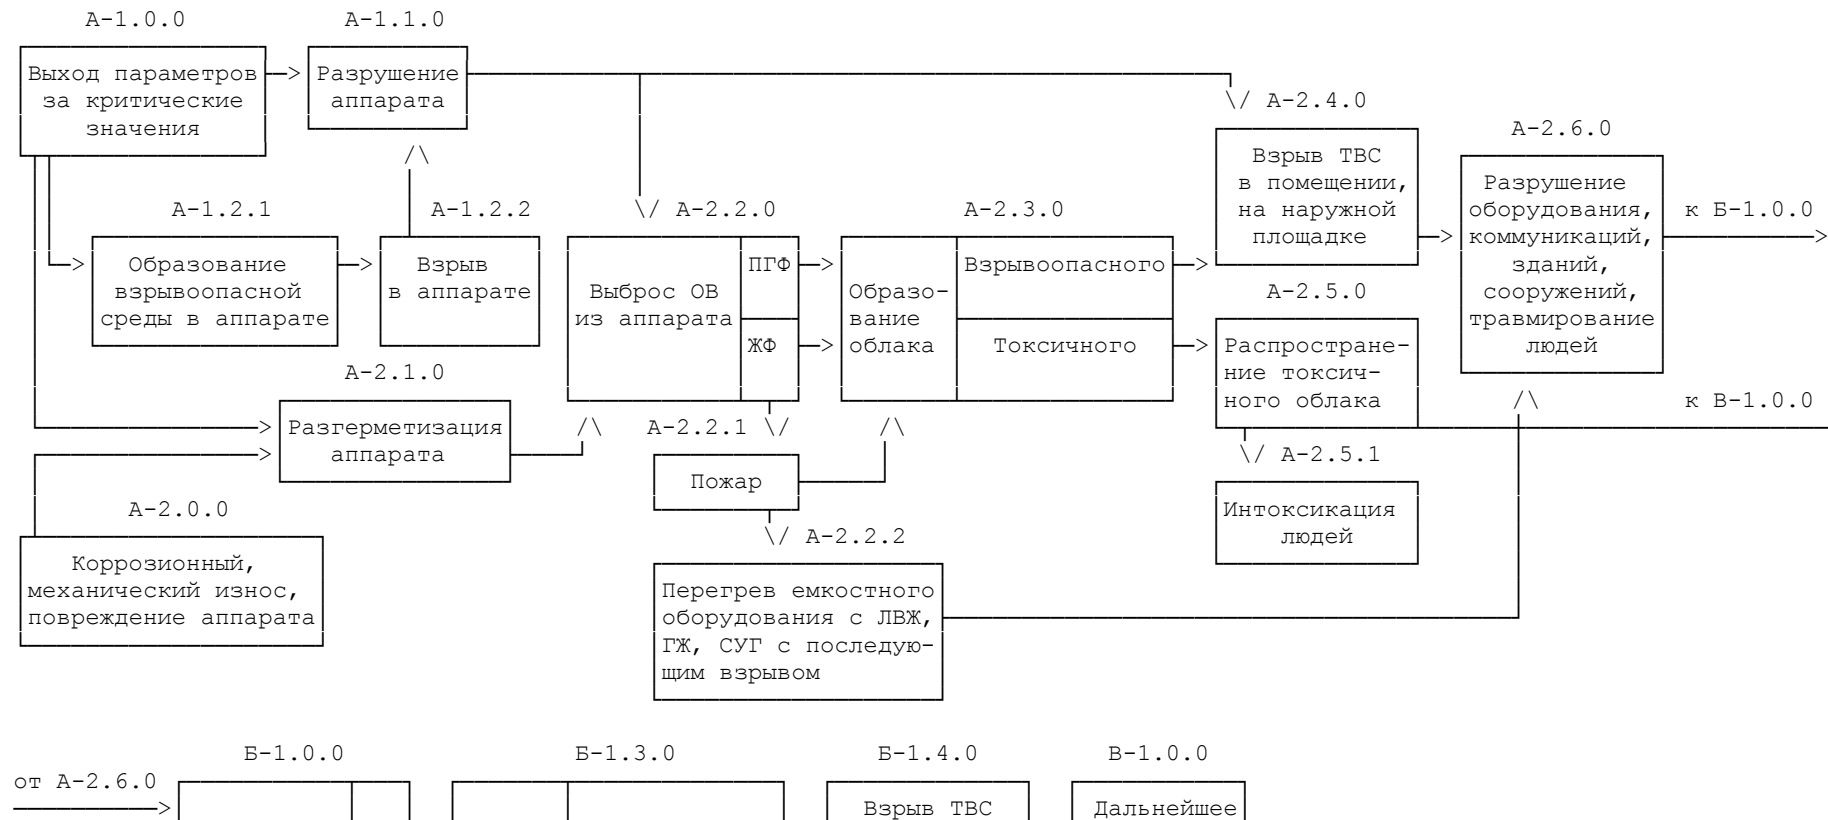 А-1.0.0
А-1.1.0
Выход параметров
за критические
значения
Разрушение
аппарата
А-2.4.0
Взрыв ТВС
в помещении,
на наружной
площадке
А-2.6.0
Разрушение
оборудования,
коммуникаций,
зданий,
сооружений,
травмирование
людей
к Б-1.0.0
А-1.2.1
Образование
взрывоопасной
среды в аппарате
А-1.2.2
Взрыв
в аппарате
А-2.2.0
Выброс ОВ
из аппарата
ПГФ
ЖФ
А-2.3.0
Образо-
вание
облака
Взрывоопасного
Токсичного
А-2.5.0
Распростране-
ние токсич-
ного облака
к В-1.0.0
А-2.1.0
Разгерметизация
аппарата
А-2.2.1
Пожар
А-2.5.1
Интоксикация
людей
А-2.0.0
Коррозионный,
механический износ,
повреждение аппарата
А-2.2.2
Перегрев емкостного
оборудования с ЛВЖ,
ГЖ, СУГ с последую-
щим взрывом
Б-1.0.0
Б-1.3.0
Б-1.4.0
В-1.0.0
от А-2.6.0
Взрыв ТВС
Дальнейшее